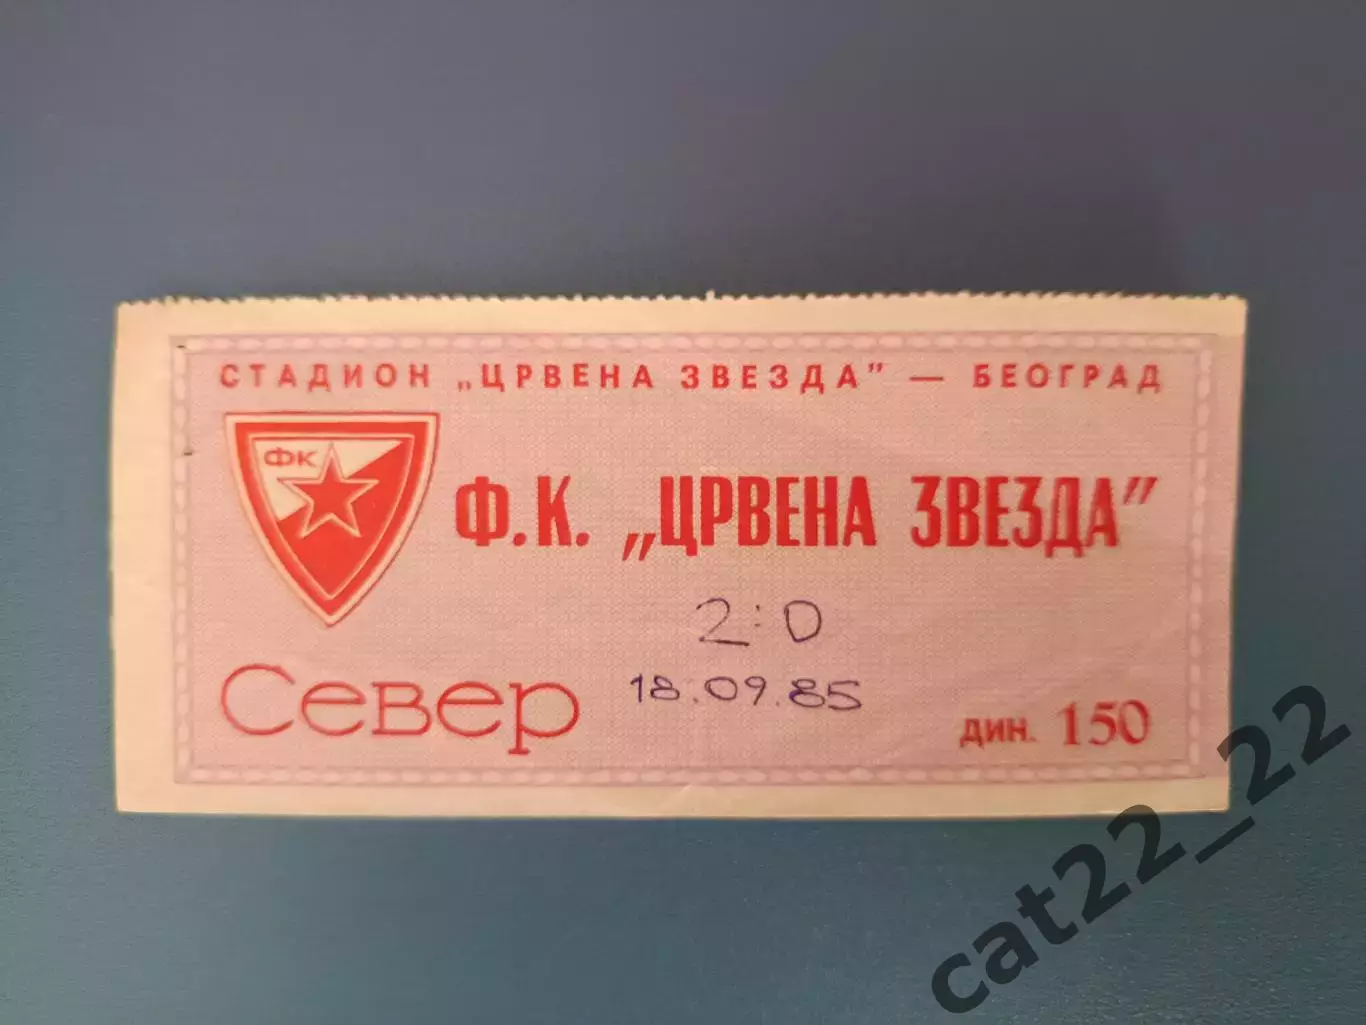 СТАДИОН „ЦРВЕНА ЗВЕЗДА" — БЕОГРАД
ФК
Ф.К. „ЦРВЕНА ЗВЕЗДА"
2:0
Север 18.09.85 дин. 150
cat22_22